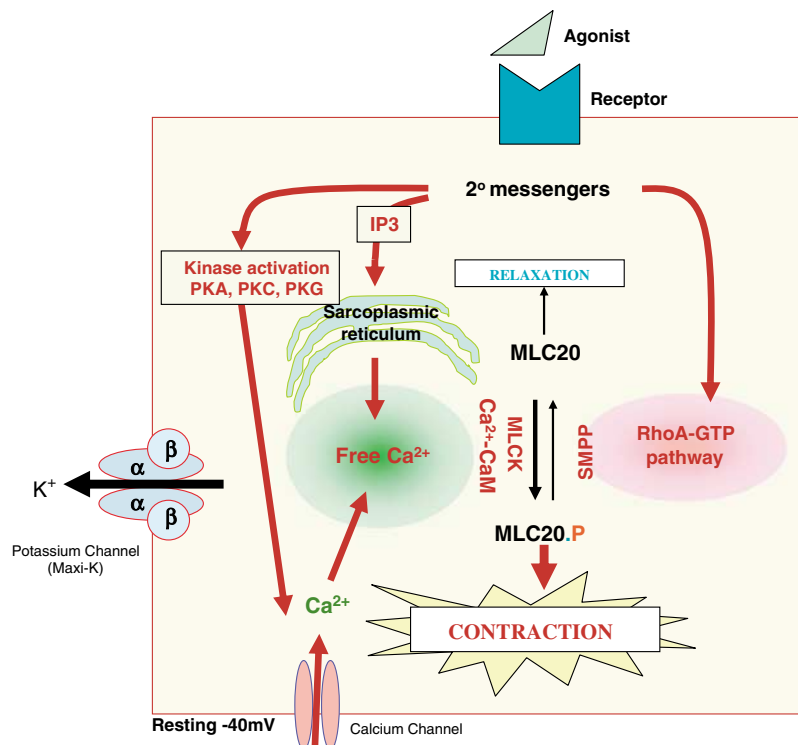 Agonist
Receptor
2º messengers
IP3
Kinase activation
PKA, PKC, PKG
RELAXATION
Sarcoplasmic
reticulum
MLC20
Ca²⁺-CaM
MLCK
SMPP
RhoA-GTP
pathway
Free Ca²⁺
β
α
K⁺
α
β
Potassium Channel
(Maxi-K)
MLC20.P
Ca²⁺
CONTRACTION
Resting -40mV
Calcium Channel